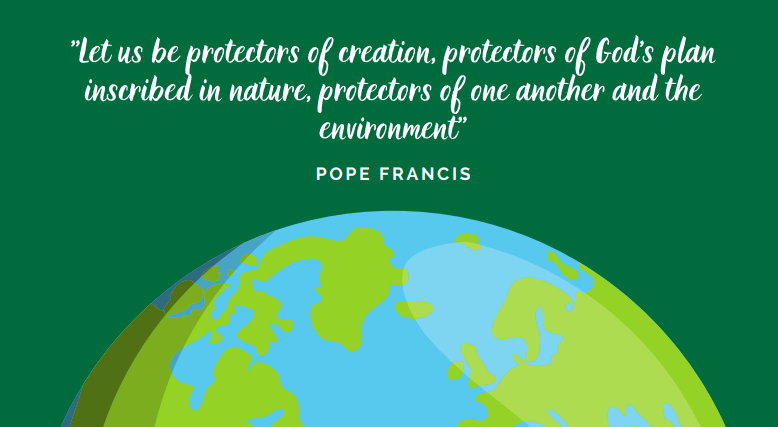 "Let us be protectors of creation, protectors of God's plan
inscribed in nature, protectors of one another and the
environment"
POPE FRANCIS